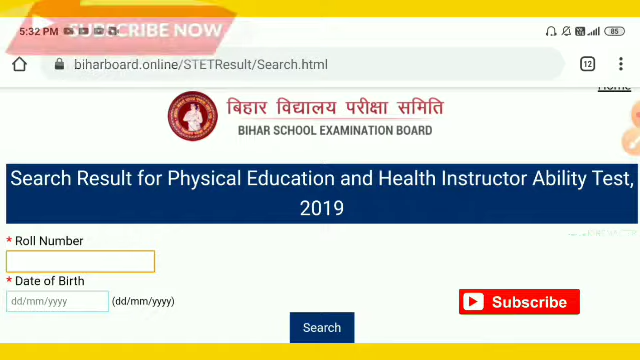 SUBSCRIBE NOW
5:32 PM
85
biharboard.online/STETResult/Search.html
12
Home
बिहार विद्यालय परीक्षा समिति
BIHAR SCHOOL EXAMINATION BOARD
Search Result for Physical Education and Health Instructor Ability Test,
2019
* Roll Number
* Date of Birth
dd/mm/yyyy (dd/mm/yyyy)
Subscribe
Search